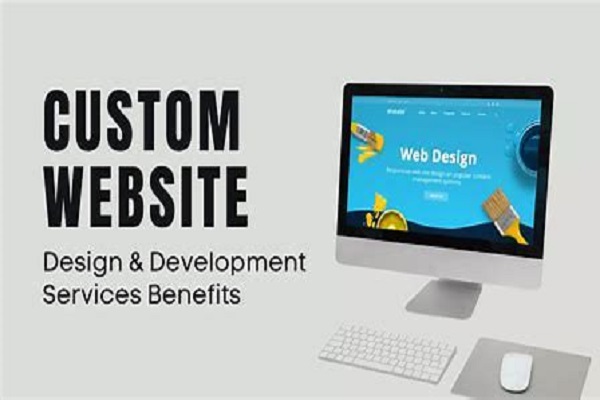 CUSTOM
WEBSITE
Design & Development
Services Benefits
Web Design